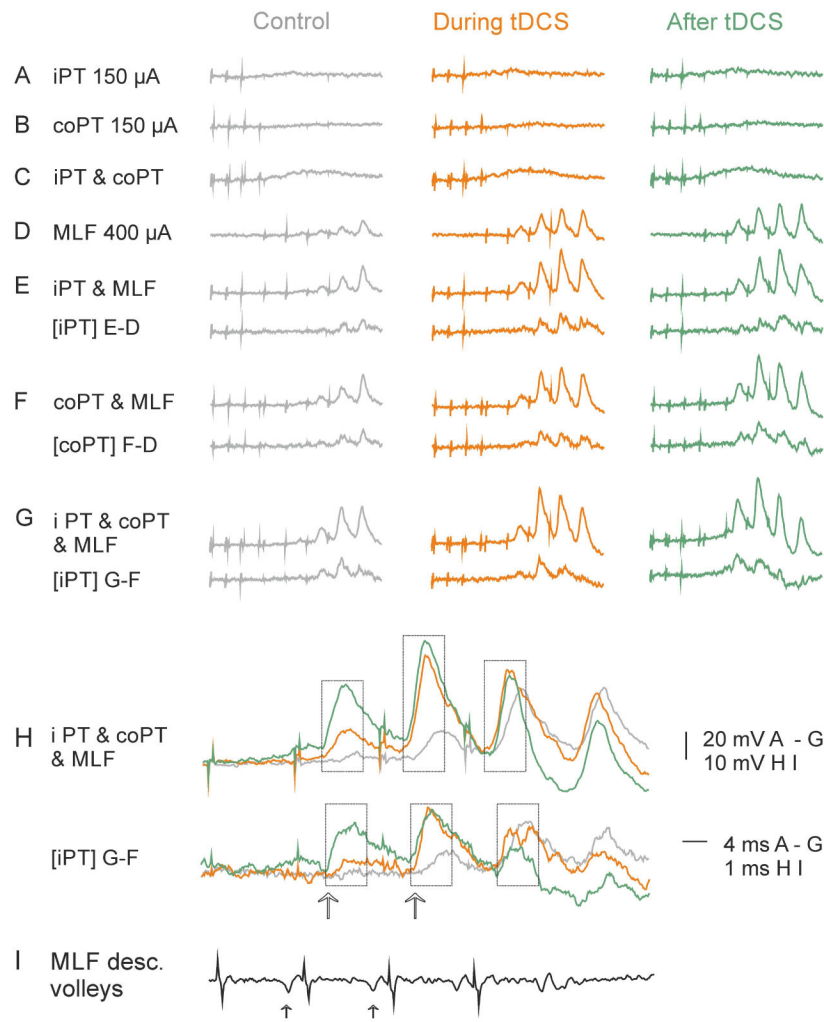 Control During tDCS After tDCS
A iPT 150 µA
B coPT 150 µA
C iPT & coPT
D MLF 400 µA
E iPT & MLF
[iPT] E-D
F coPT & MLF
[coPT] F-D
G i PT & coPT
& MLF
[iPT] G-F
H i PT & coPT
& MLF
20 mV A - G
10 mV H I
[iPT] G-F
4 ms A - G
1 ms H I
I MLF desc.
volleys